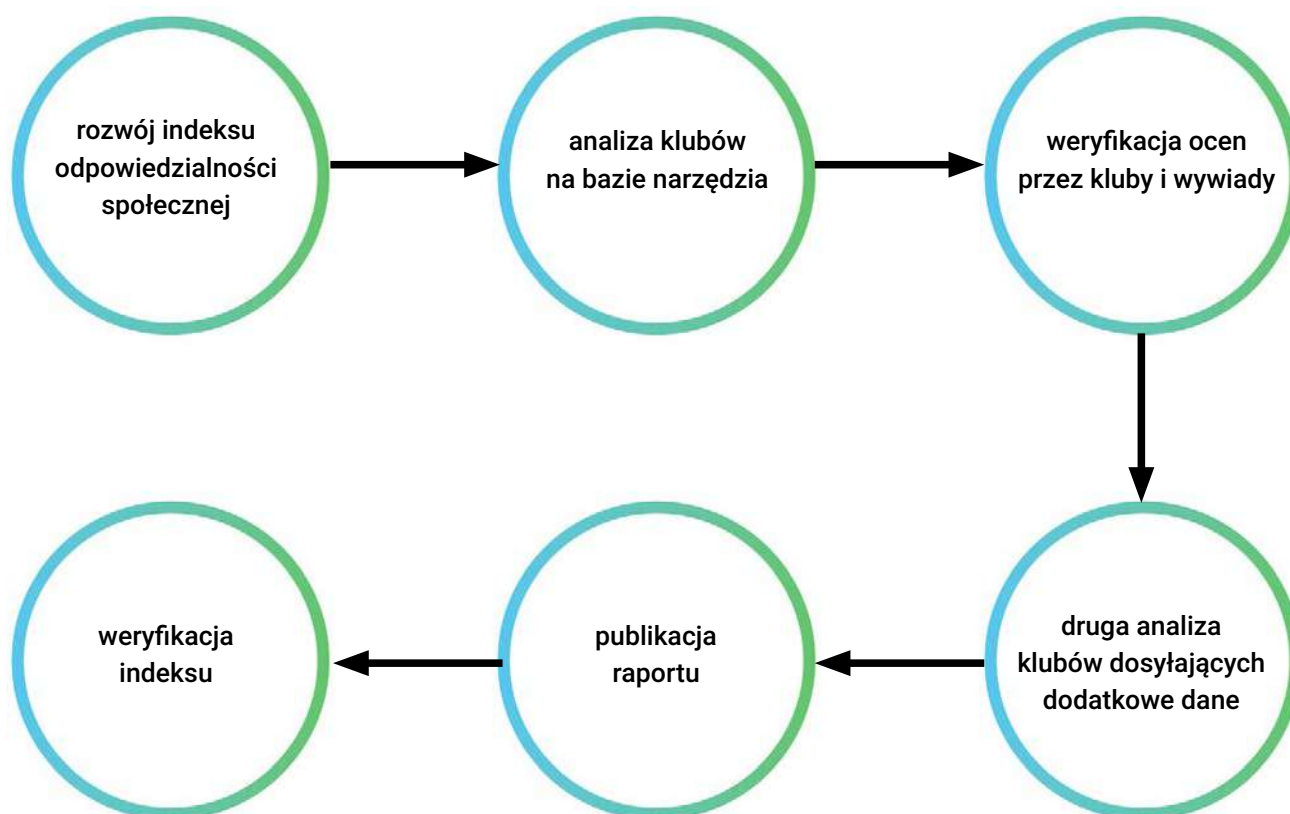 rozwój indeksu
odpowiedzialności
społecznej
analiza klubów
na bazie narzędzia
weryfikacja ocen
przez kluby i wywiady
druga analiza
klubów dosyłających
dodatkowe dane
publikacja
raportu
weryfikacja
indeksu